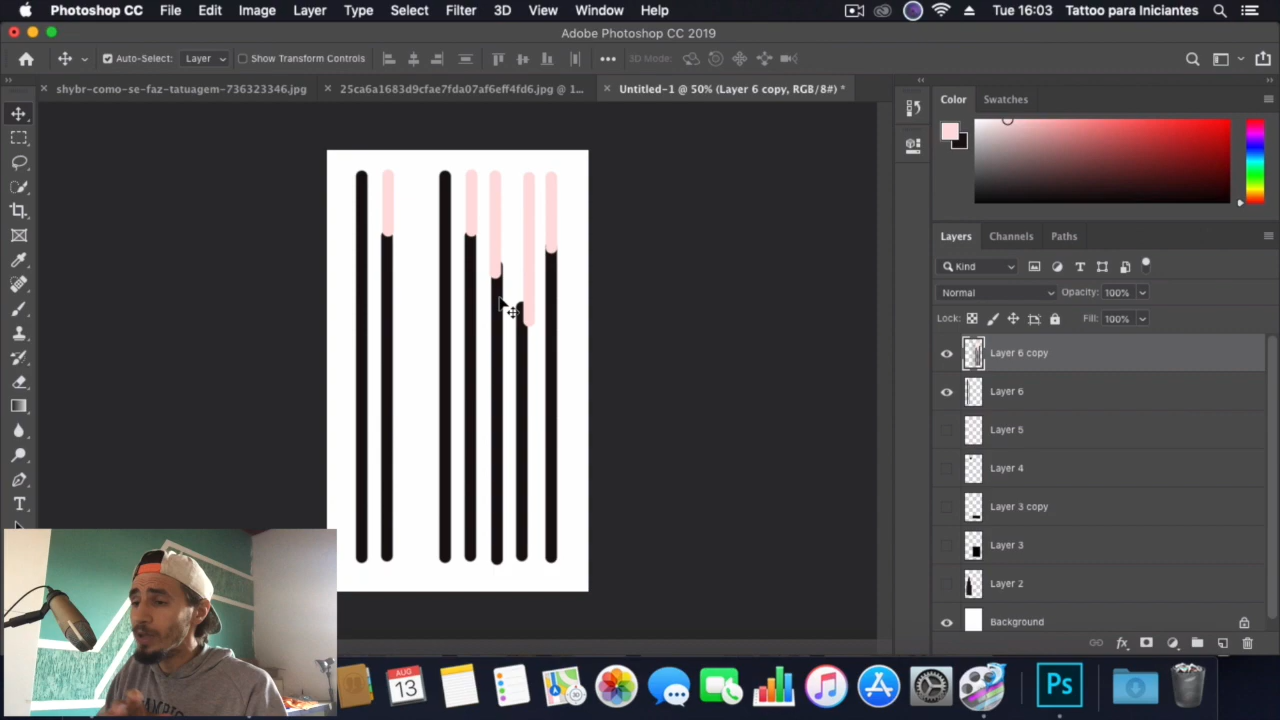 Photoshop CC File Edit Image Layer Type Select Filter 3D View Window Help Tue 16:03 Tattoo para Iniciantes
Adobe Photoshop CC 2019
Auto-Select: Layer Show Transform Controls 3D Mode:
shybr-como-se-faz-tatuagem-736323346.jpg 25ca6a1683d9cfae7fda07af6eff4fd6.jpg @ 1... Untitled-1 @ 50% (Layer 6 copy, RGB/8#) *
Color Swatches
Layers Channels Paths
Kind
Normal Opacity: 100%
Lock: Fill: 100%
Layer 6 copy
Layer 6
Layer 5
Layer 4
Layer 3 copy
Layer 3
Layer 2
Background
fx
AUG
13
Ps